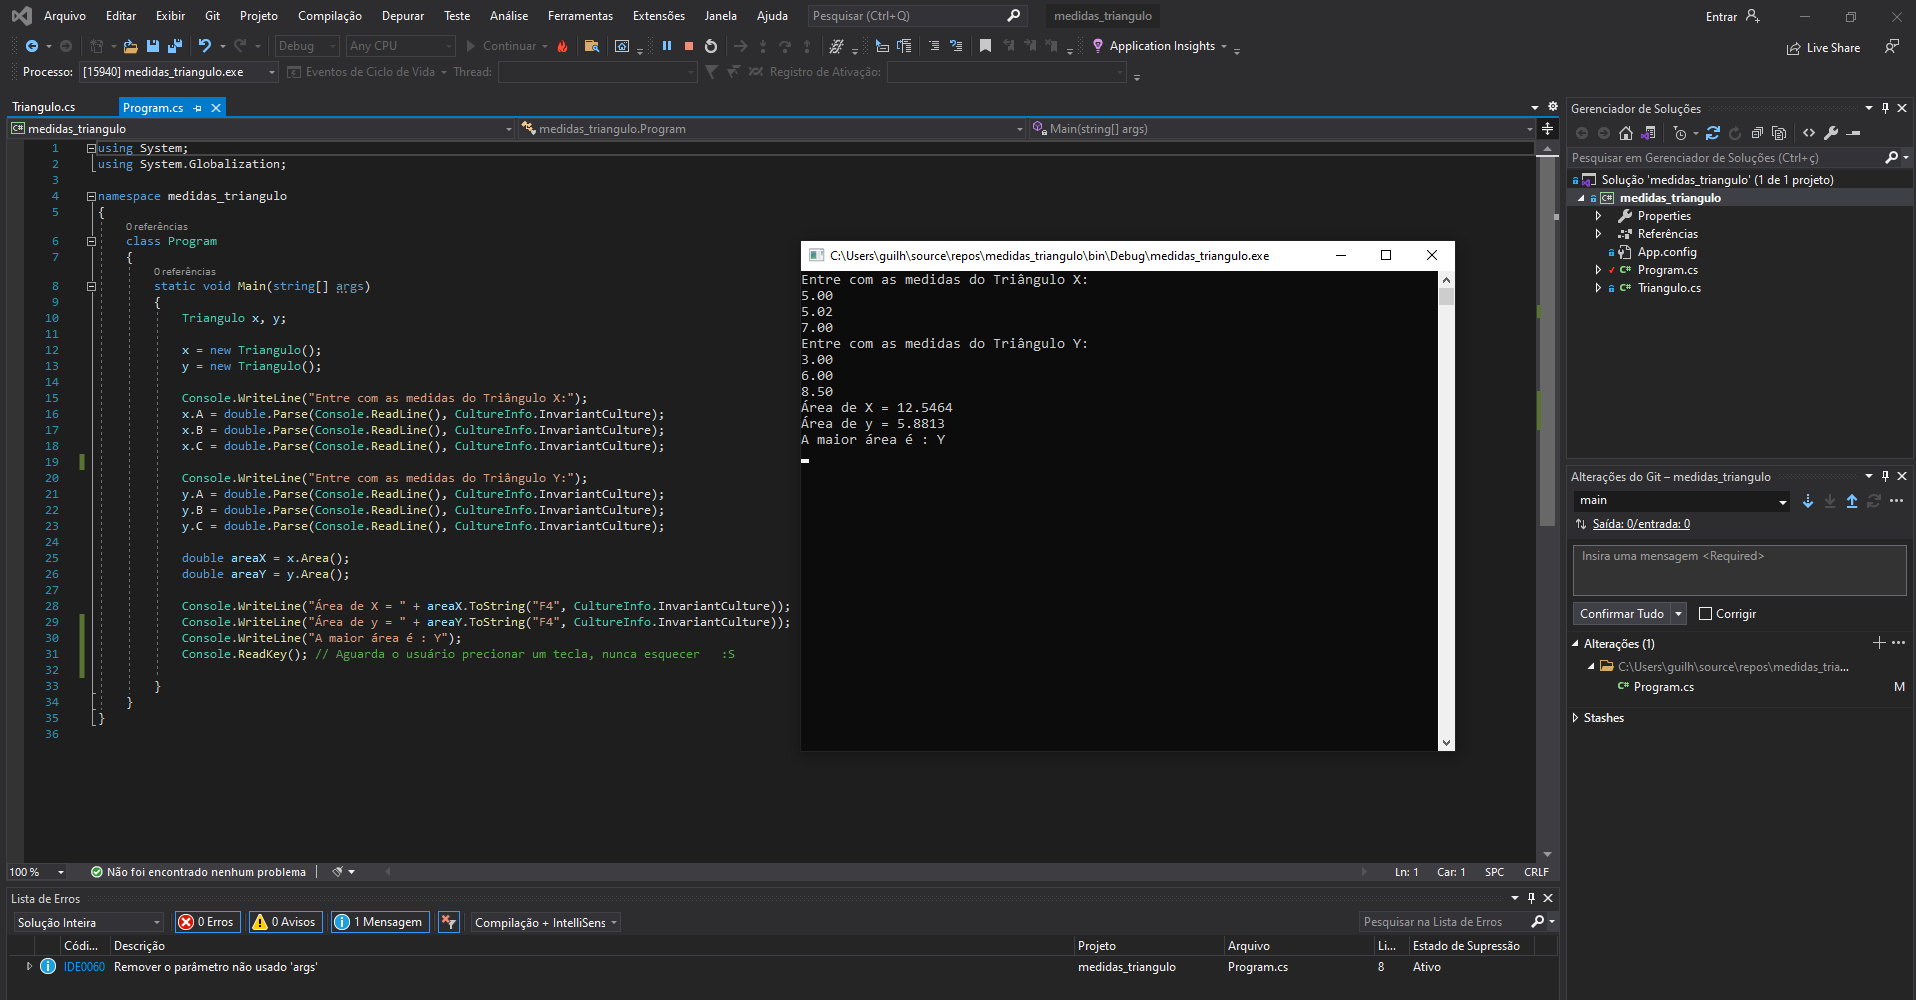 Arquivo Editar Exibir Git Projeto Compilação Depurar Teste Análise Ferramentas Extensões Janela Ajuda Pesquisar (Ctrl+Q) medidas_triangulo Entrar
Debug Any CPU Continuar Application Insights Live Share
Processo: [15940] medidas_triangulo.exe Eventos de Ciclo de Vida Thread: Registro de Ativação:
Triangulo.cs Program.cs
medidas_triangulo medidas_triangulo.Program Main(string[] args)
1 using System;
2 using System.Globalization;
3
4 namespace medidas_triangulo
5 {
0 referências
6 class Program
7 {
0 referências
8 static void Main(string[] args)
9 {
10 Triangulo x, y;
11
12 x = new Triangulo();
13 y = new Triangulo();
14
15 Console.WriteLine("Entre com as medidas do Triângulo X:");
16 x.A = double.Parse(Console.ReadLine(), CultureInfo.InvariantCulture);
17 x.B = double.Parse(Console.ReadLine(), CultureInfo.InvariantCulture);
18 x.C = double.Parse(Console.ReadLine(), CultureInfo.InvariantCulture);
19
20 Console.WriteLine("Entre com as medidas do Triângulo Y:");
21 y.A = double.Parse(Console.ReadLine(), CultureInfo.InvariantCulture);
22 y.B = double.Parse(Console.ReadLine(), CultureInfo.InvariantCulture);
23 y.C = double.Parse(Console.ReadLine(), CultureInfo.InvariantCulture);
24
25 double areaX = x.Area();
26 double areaY = y.Area();
27
28 Console.WriteLine("Área de X = " + areaX.ToString("F4", CultureInfo.InvariantCulture));
29 Console.WriteLine("Área de y = " + areaY.ToString("F4", CultureInfo.InvariantCulture));
30 Console.WriteLine("A maior área é : Y");
31 Console.ReadKey(); // Aguarda o usuário precionar um tecla, nunca esquecer :S
32
33 }
34 }
35 }
36
C:\Users\guilh\source\repos\medidas_triangulo\bin\Debug\medidas_triangulo.exe
Entre com as medidas do Triângulo X:
5.00
5.02
7.00
Entre com as medidas do Triângulo Y:
3.00
6.00
8.50
Área de X = 12.5464
Área de y = 5.8813
A maior área é : Y
Gerenciador de Soluções
Pesquisar em Gerenciador de Soluções (Ctrl+ç)
Solução 'medidas_triangulo' (1 de 1 projeto)
C# medidas_triangulo
Properties
Referências
App.config
C# Program.cs
C# Triangulo.cs
Alterações do Git – medidas_triangulo
main
Saída: 0/entrada: 0
Insira uma mensagem <Required>
Confirmar Tudo Corrigir
Alterações (1)
C:\Users\guilh\source\repos\medidas_tria...
C# Program.cs M
Stashes
100 % Não foi encontrado nenhum problema Ln: 1 Car: 1 SPC CRLF
Lista de Erros
Solução Inteira 0 Erros 0 Avisos 1 Mensagem Compilação + IntelliSens Pesquisar na Lista de Erros
Códi... Descrição Projeto Arquivo Li... Estado de Supressão
IDE0060 Remover o parâmetro não usado 'args' medidas_triangulo Program.cs 8 Ativo